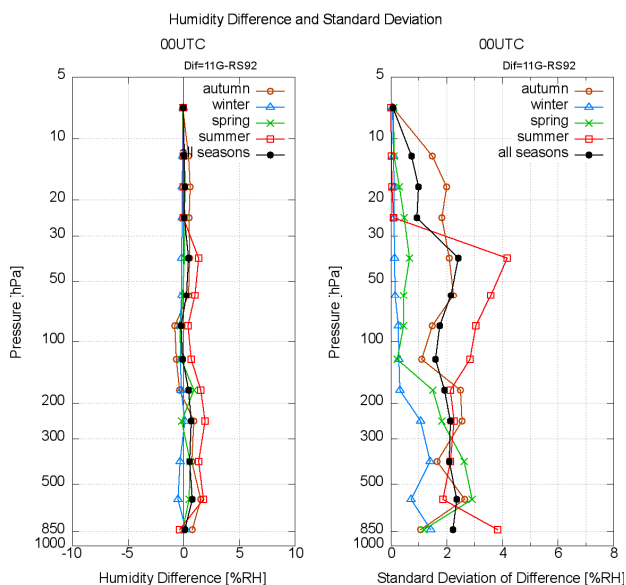 Humidity Difference and Standard Deviation
00UTC
Dif=11G-RS92
autumn
winter
spring
summer
all seasons
5
10
20
30
50
100
200
300
500
850
1000
-10
-5
0
5
10
Pressure [hPa]
Humidity Difference [%RH]
00UTC
Dif=11G-RS92
autumn
winter
spring
summer
all seasons
5
10
20
30
50
100
200
300
500
850
1000
0
2
4
6
8
Pressure [hPa]
Standard Deviation of Difference [%RH]